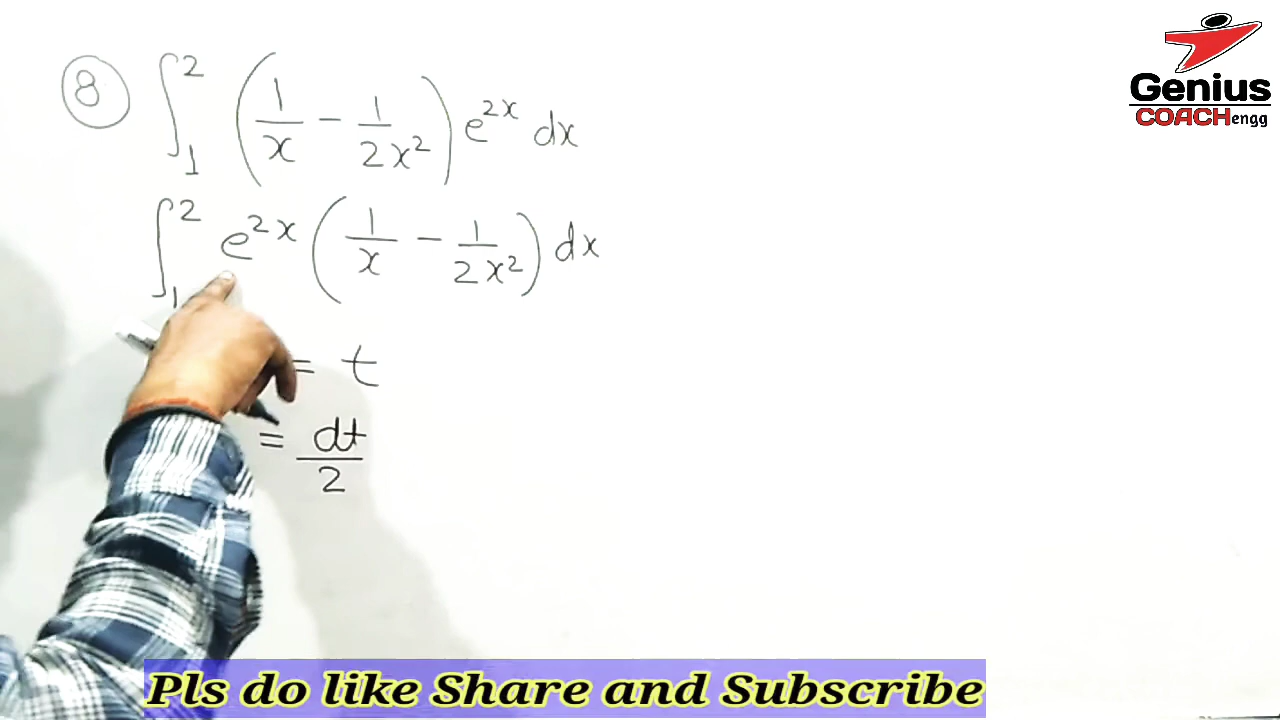 8 ∫₁² (1/x − 1/2x²) e^2x dx
∫₁² e^2x (1/x − 1/2x²) dx
= t
= dt/2
Genius
COACHengg
Pls do like Share and Subscribe